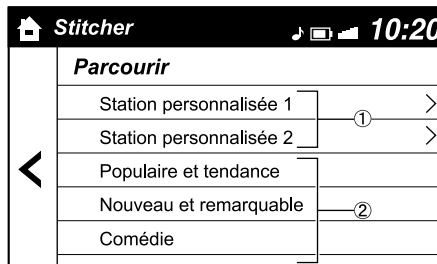 Stitcher 10:20
Parcourir
Station personnalisée 1
①
Station personnalisée 2
Populaire et tendance
Nouveau et remarquable
②
Comédie